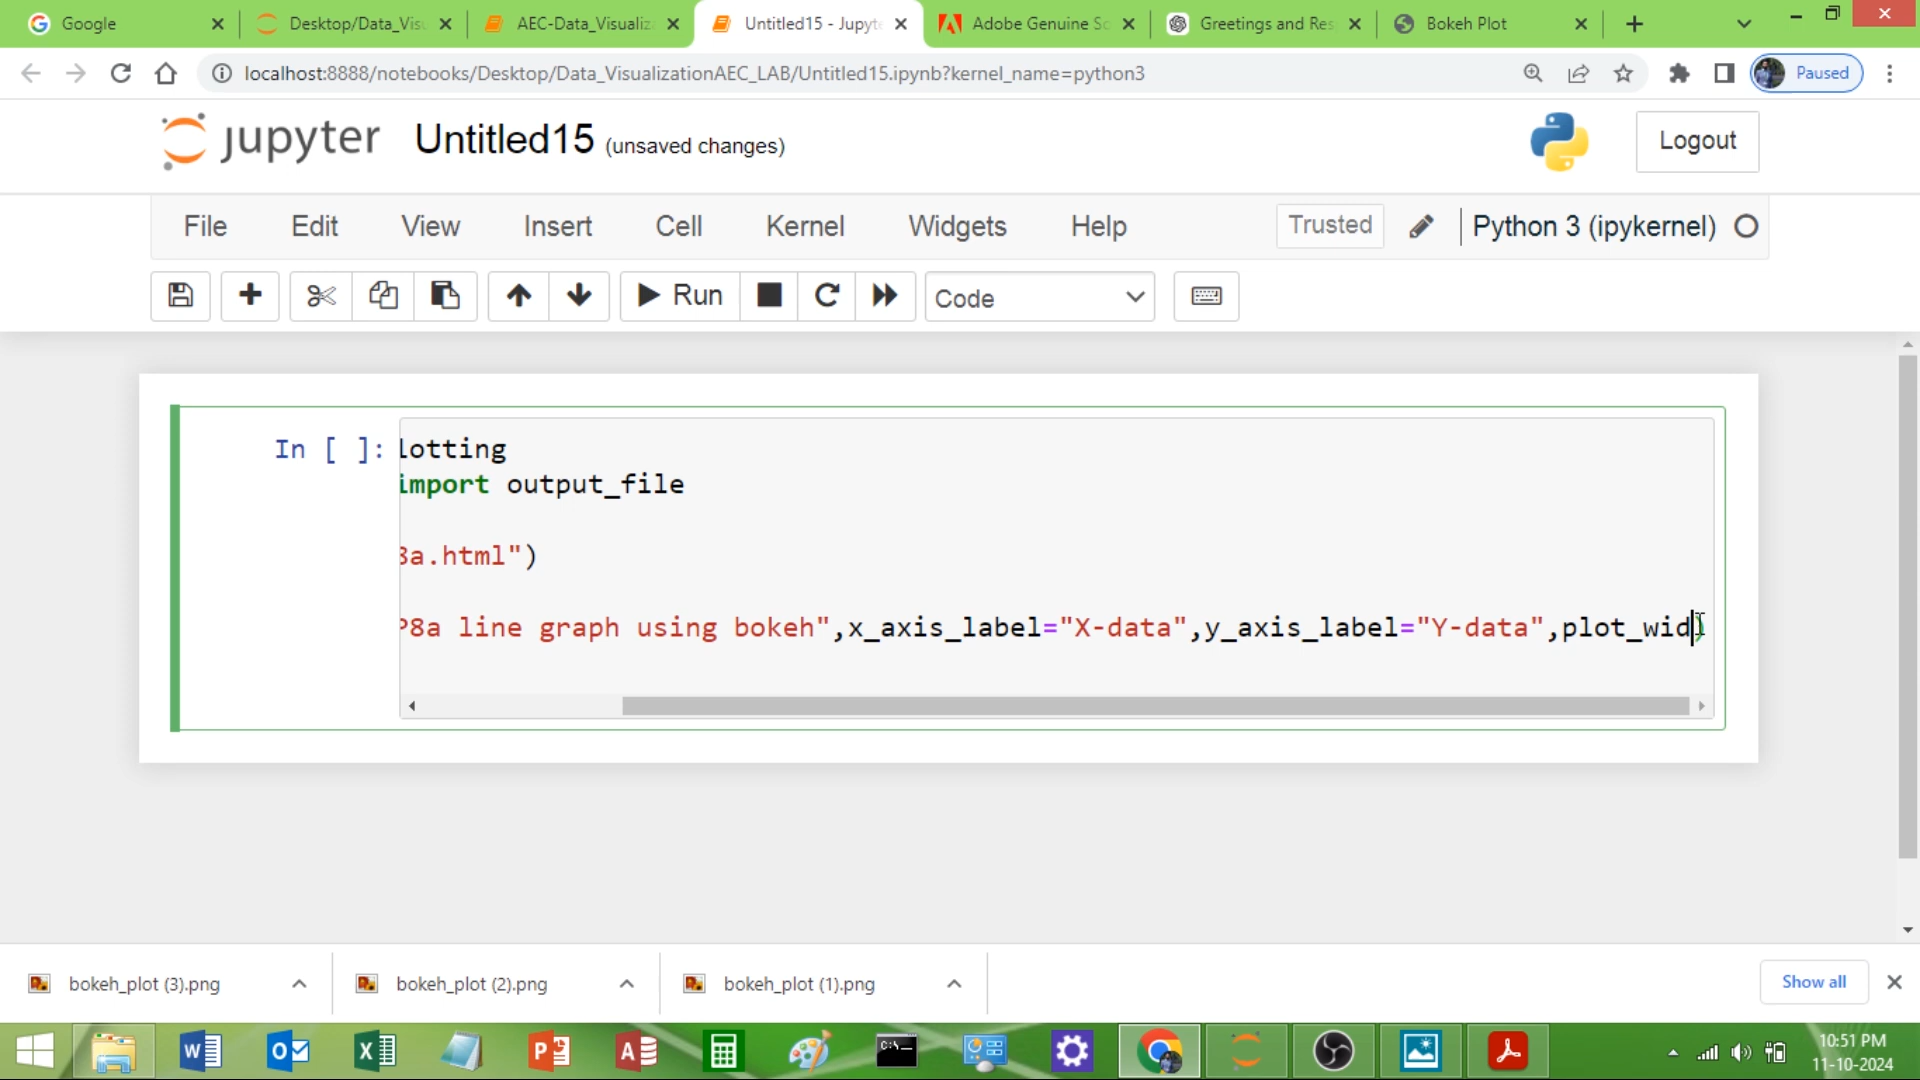 Google
Desktop/Data_Vis
AEC-Data_Visualiz
Untitled15 - Jupyt
Adobe Genuine So
Greetings and Res
Bokeh Plot
localhost:8888/notebooks/Desktop/Data_VisualizationAEC_LAB/Untitled15.ipynb?kernel_name=python3
Paused
jupyter Untitled15 (unsaved changes)
Logout
File Edit View Insert Cell Kernel Widgets Help Trusted Python 3 (ipykernel)
Run Code
In [ ]: lotting
import output_file
8a.html")
P8a line graph using bokeh",x_axis_label="X-data",y_axis_label="Y-data",plot_wid)
bokeh_plot (3).png
bokeh_plot (2).png
bokeh_plot (1).png
Show all
10:51 PM
11-10-2024